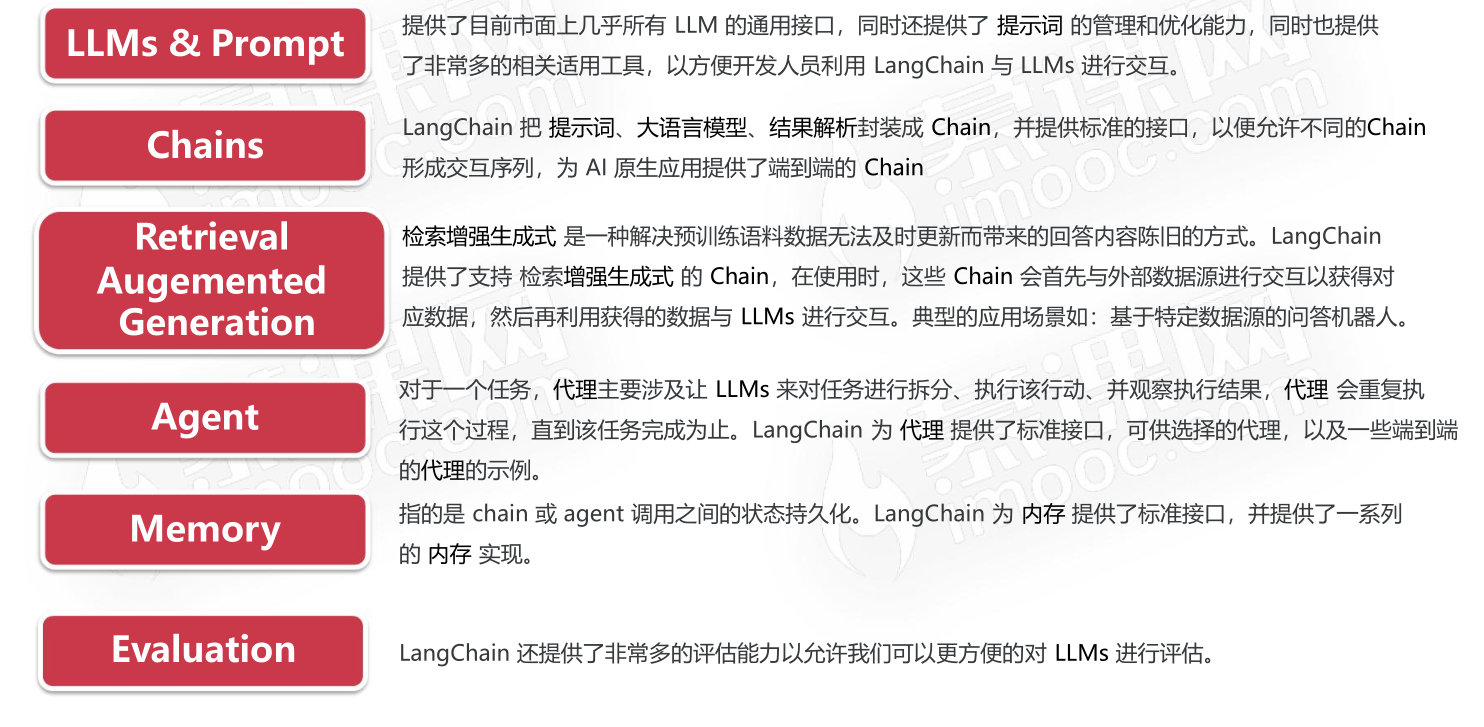 LLMs & Prompt
提供了目前市面上几乎所有 LLM 的通用接口，同时还提供了 提示词 的管理和优化能力，同时也提供
了非常多的相关适用工具，以方便开发人员利用 LangChain 与 LLMs 进行交互。
Chains
LangChain 把 提示词、大语言模型、结果解析封装成 Chain，并提供标准的接口，以便允许不同的Chain
形成交互序列，为 AI 原生应用提供了端到端的 Chain
Retrieval
Augemented
Generation
检索增强生成式 是一种解决预训练语料数据无法及时更新而带来的回答内容陈旧的方式。LangChain
提供了支持 检索增强生成式 的 Chain，在使用时，这些 Chain 会首先与外部数据源进行交互以获得对
应数据，然后再利用获得的数据与 LLMs 进行交互。典型的应用场景如：基于特定数据源的问答机器人。
Agent
对于一个任务，代理主要涉及让 LLMs 来对任务进行拆分、执行该行动、并观察执行结果，代理 会重复执
行这个过程，直到该任务完成为止。LangChain 为 代理 提供了标准接口，可供选择的代理，以及一些端到端
的代理的示例。
Memory
指的是 chain 或 agent 调用之间的状态持久化。LangChain 为 内存 提供了标准接口，并提供了一系列
的 内存 实现。
Evaluation
LangChain 还提供了非常多的评估能力以允许我们可以更方便的对 LLMs 进行评估。
慕课网
imooc.com
慕课网
imooc.com
慕课网
imooc.com
慕课网
imooc.com